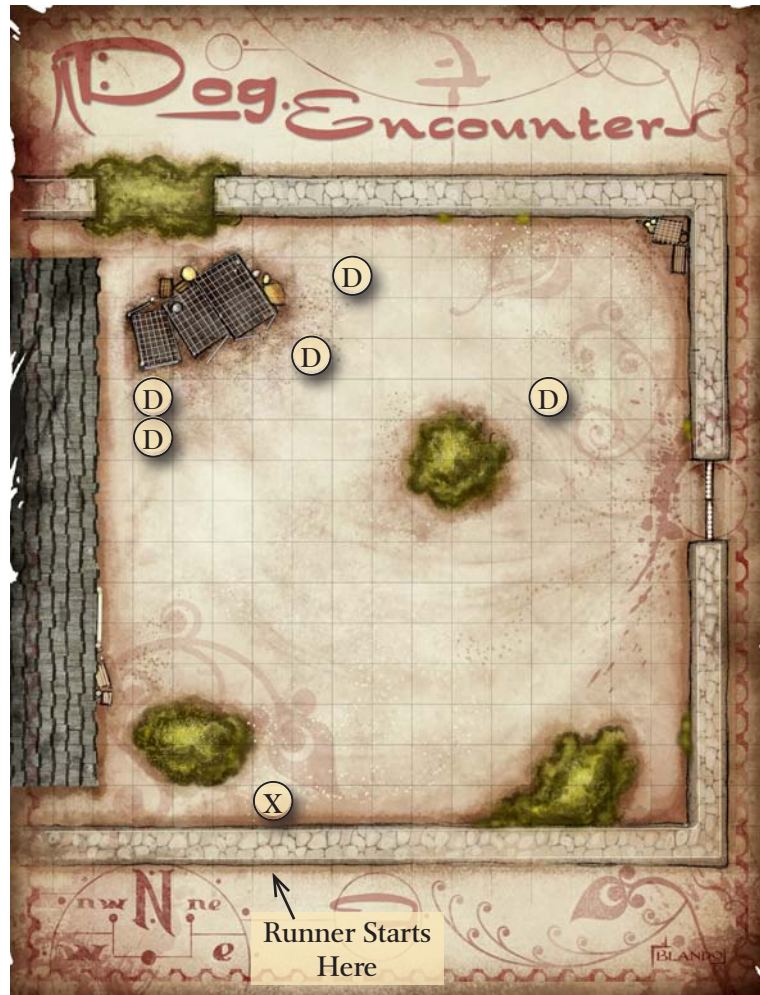 Dog Encounter
D
D
D
D
D
X
nw N ne
w e
Runner Starts
Here
BLANDO